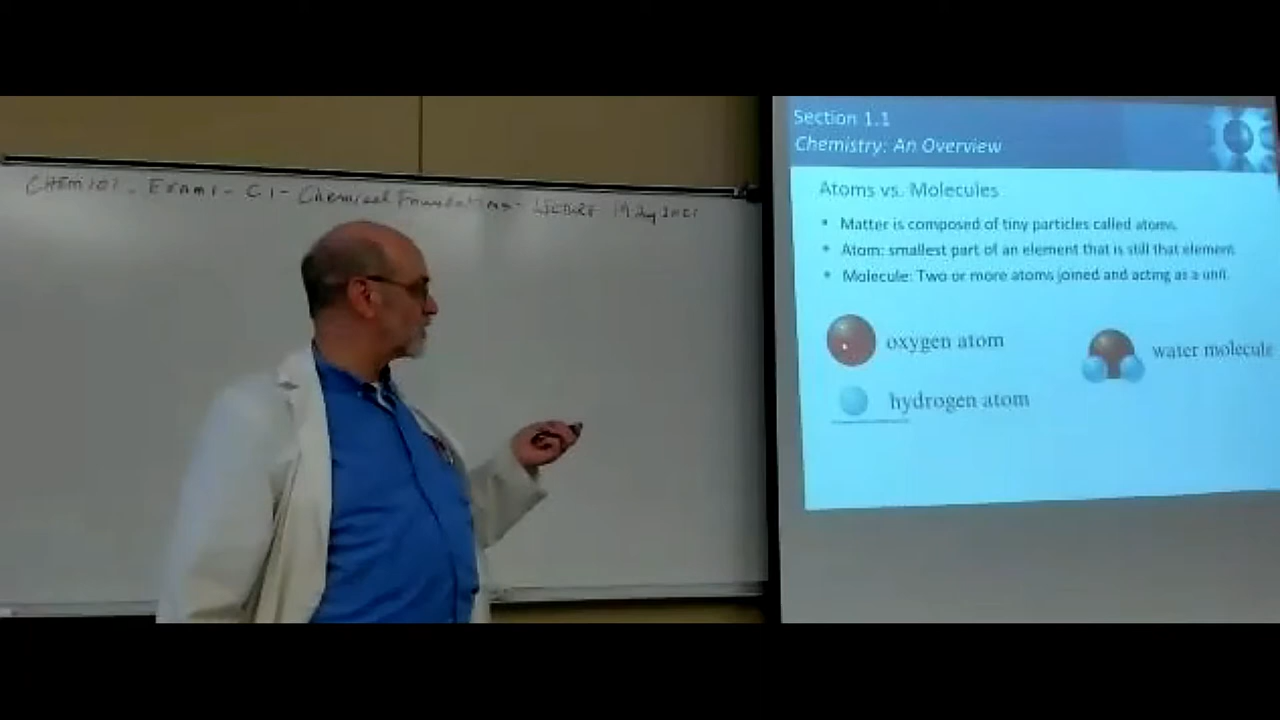 CHEM 101 - Exam 1 - C1 - Chemical Foundations - LECTURE 19
Section 1.1
Chemistry: An Overview
Atoms vs. Molecules
• Matter is composed of tiny particles called atoms.
• Atom: smallest part of an element that is still that element.
• Molecule: Two or more atoms joined and acting as a unit.
oxygen atom
water molecule
hydrogen atom